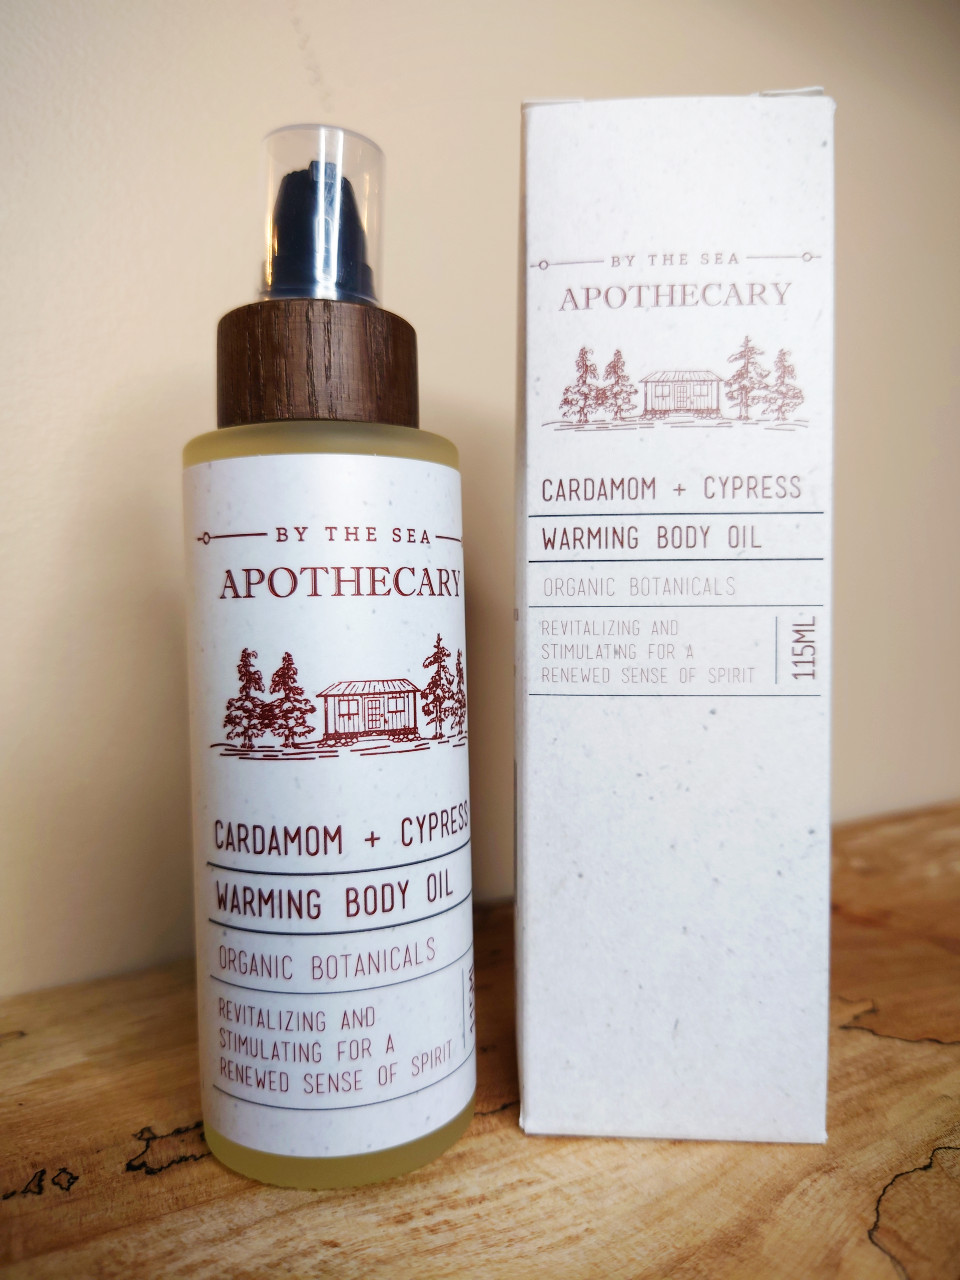 BY THE SEA
APOTHECARY
CARDAMOM + CYPRESS
WARMING BODY OIL
ORGANIC BOTANICALS
REVITALIZING AND
STIMULATING FOR A
RENEWED SENSE OF SPIRIT
BY THE SEA
APOTHECARY
CARDAMOM + CYPRESS
WARMING BODY OIL
ORGANIC BOTANICALS
REVITALIZING AND
STIMULATING FOR A
RENEWED SENSE OF SPIRIT
115ML